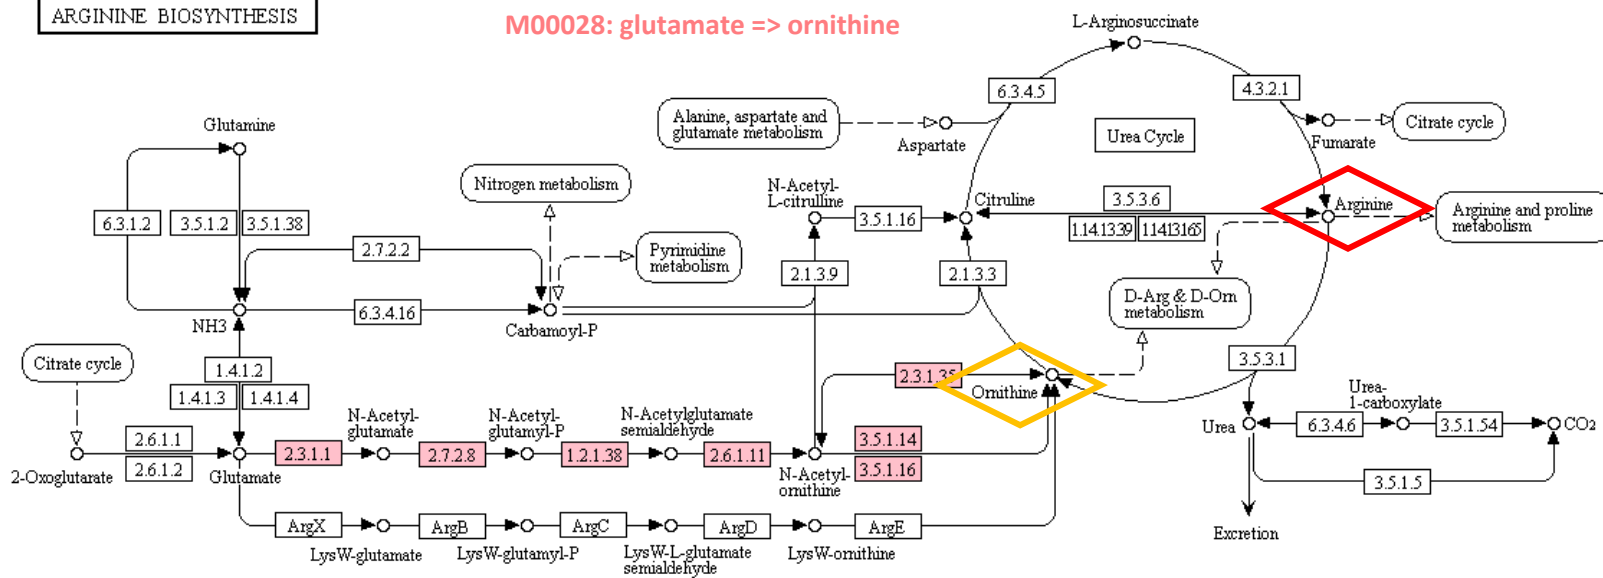 ARGININE BIOSYNTHESIS
M00028: glutamate => ornithine
L-Arginosuccinate
6.3.4.5
4.3.2.1
Alanine, aspartate and
glutamate metabolism
Aspartate
Urea Cycle
Fumarate
Citrate cycle
Glutamine
Nitrogen metabolism
N-Acetyl-
L-citrulline
Citruline
3.5.3.6
Arginine
Arginine and proline
metabolism
6.3.1.2
3.5.1.2
3.5.1.38
3.5.1.16
1.14.1339
11413165
2.7.2.2
Pyrimidine
metabolism
2.1.3.9
2.1.3.3
D-Arg & D-Orn
metabolism
NH3
6.3.4.16
Carbamoyl-P
Citrate cycle
1.4.1.2
1.4.1.3
1.4.1.4
2.3.1.35
Ornithine
3.5.3.1
N-Acetyl-
glutamate
N-Acetyl-
glutamyl-P
N-Acetylglutamate
semialdehyde
Urea-
1-carboxylate
Urea
6.3.4.6
3.5.1.54
CO2
2-Oxoglutarate
2.6.1.1
2.6.1.2
Glutamate
2.3.1.1
2.7.2.8
1.2.1.38
2.6.1.11
N-Acetyl-
ornithine
3.5.1.14
3.5.1.16
3.5.1.5
ArgX
ArgB
ArgC
ArgD
ArgE
LysW-glutamate
LysW-glutamyl-P
LysW-L-glutamate
semialdehyde
LysW-ornithine
Excretion